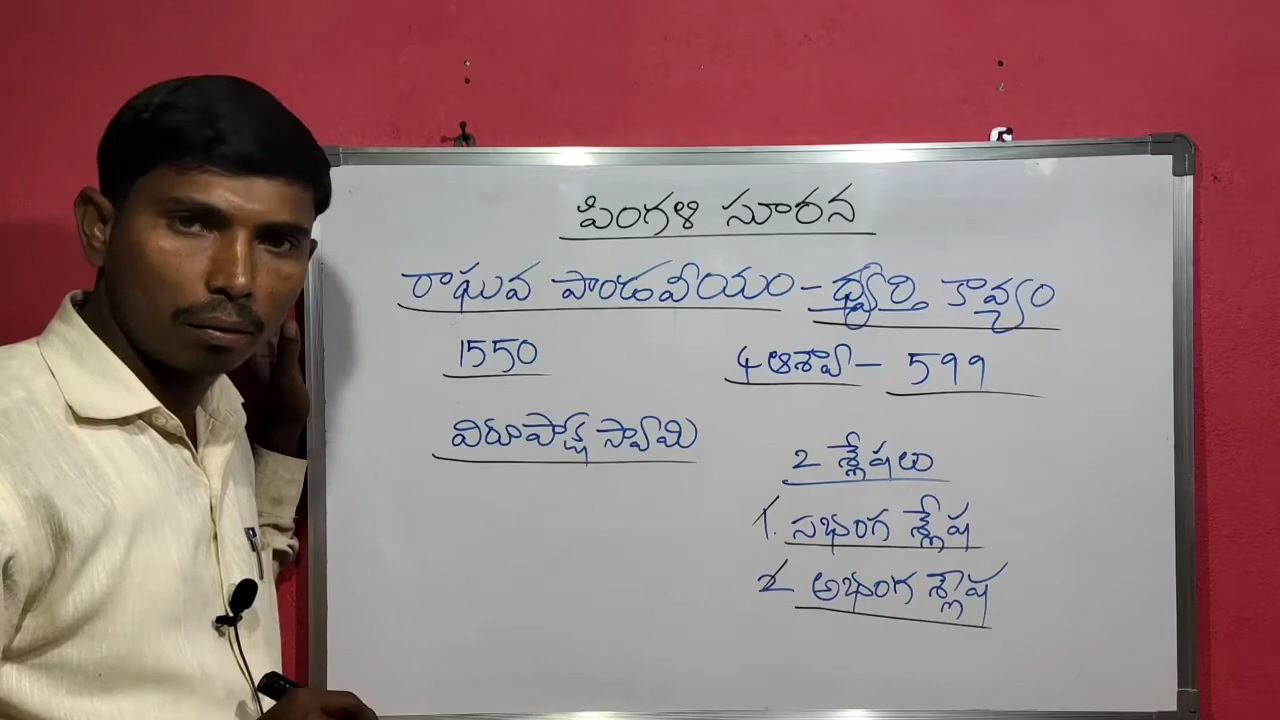 పింగళి సూరన
రాఘవ పాండవీయం - ద్వ్యర్తి కావ్యం
1550
4 ఆశ్వా - 599
విరూపాక్ష స్వామి
2 శ్లేషలు
1. సభంగ శ్లేష
2 అభంగ శ్లేష